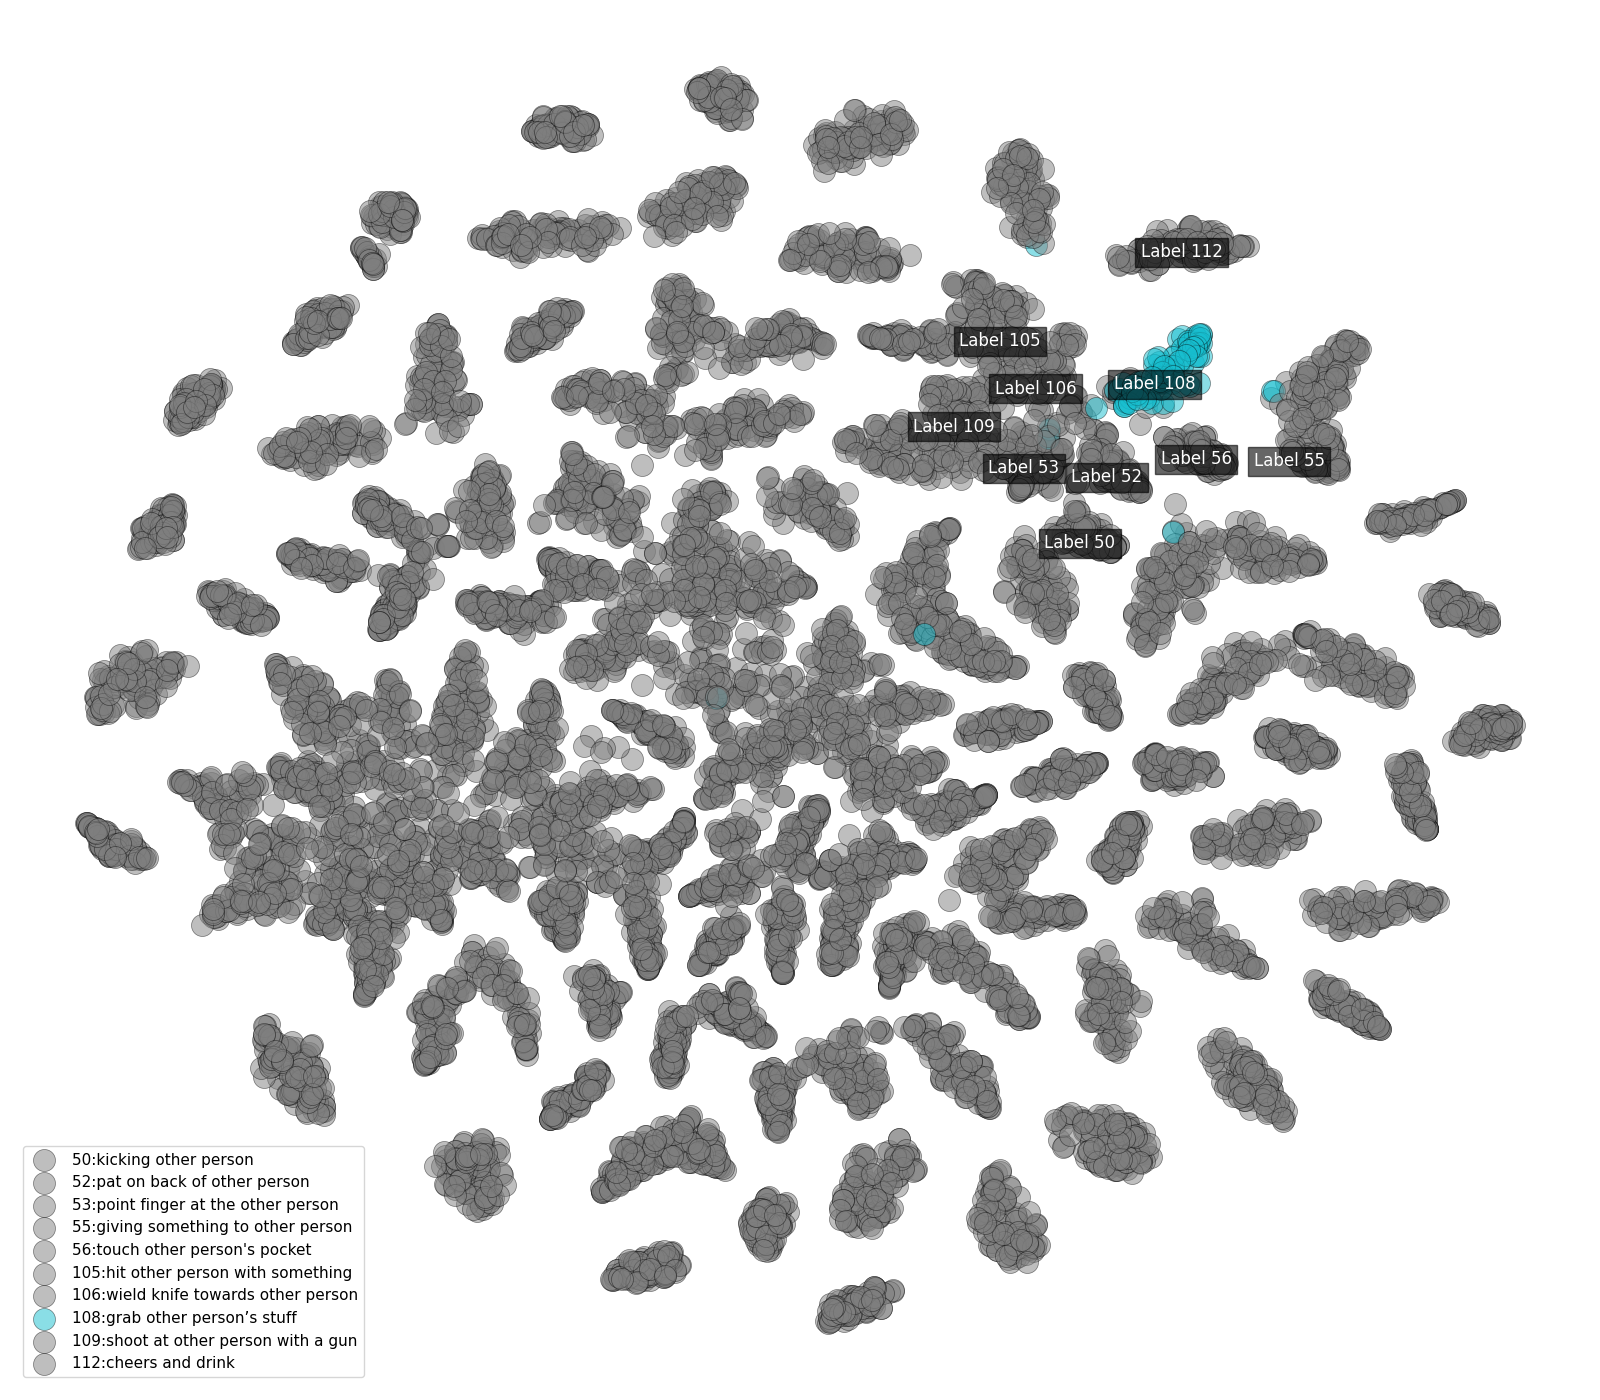 Label 112
Label 105
Label 106
Label 108
Label 109
Label 53
Label 52
Label 56
Label 55
Label 50
50:kicking other person
52:pat on back of other person
53:point finger at the other person
55:giving something to other person
56:touch other person's pocket
105:hit other person with something
106:wield knife towards other person
108:grab other person’s stuff
109:shoot at other person with a gun
112:cheers and drink